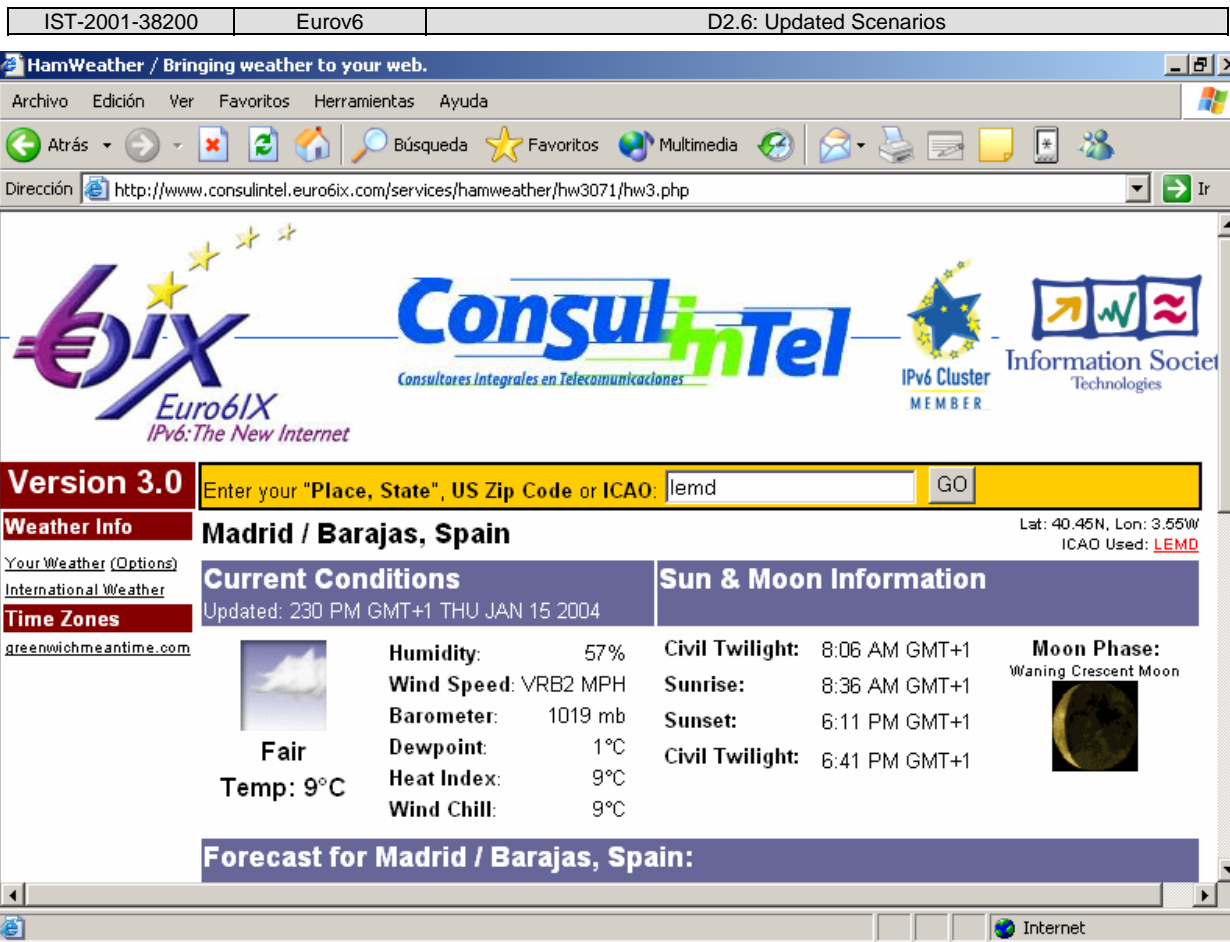 IST-2001-38200 Eurov6 D2.6: Updated Scenarios
HamWeather / Bringing weather to your web.
Archivo Edición Ver Favoritos Herramientas Ayuda
Atrás Búsqueda Favoritos Multimedia
Dirección http://www.consulintel.euro6ix.com/services/hamweather/hw3071/hw3.php Ir
6IX
Euro6IX
IPv6:The New Internet
ConsulinTel
Consultores Integrales en Telecomunicaciones
IPv6 Cluster
MEMBER
Information Societ
Technologies
Version 3.0
Enter your "Place, State", US Zip Code or ICAO: lemd GO
Weather Info
Your Weather (Options)
International Weather
Time Zones
greenwichmeantime.com
Madrid / Barajas, Spain
Lat: 40.45N, Lon: 3.55W
ICAO Used: LEMD
Current Conditions
Updated: 230 PM GMT+1 THU JAN 15 2004
Fair
Temp: 9°C
Humidity: 57%
Wind Speed: VRB2 MPH
Barometer: 1019 mb
Dewpoint: 1°C
Heat Index: 9°C
Wind Chill: 9°C
Sun & Moon Information
Civil Twilight: 8:06 AM GMT+1
Sunrise: 8:36 AM GMT+1
Sunset: 6:11 PM GMT+1
Civil Twilight: 6:41 PM GMT+1
Moon Phase:
Waning Crescent Moon
Forecast for Madrid / Barajas, Spain:
Internet